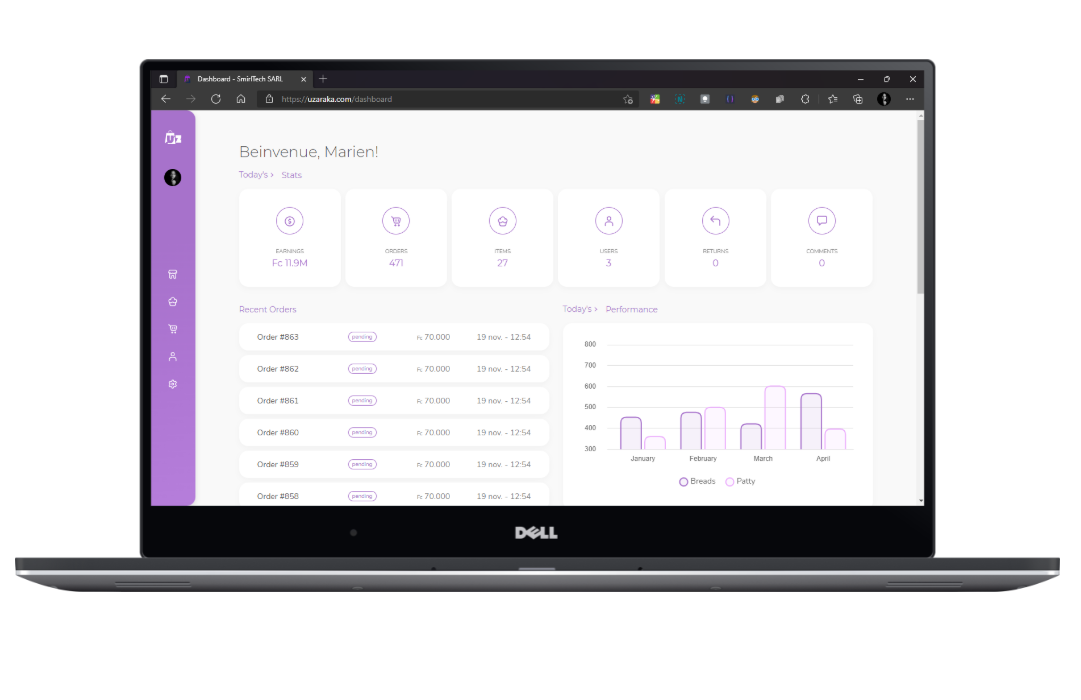 Dashboard - SmirlTech SARL
https://uzaraka.com/dashboard
Beinvenue, Marien!
Today's > Stats
EARNINGS
Fc 11.9M
ORDERS
471
ITEMS
27
USERS
3
RETURNS
0
COMMENTS
0
Recent Orders
Order #863 pending Fc 70.000 19 nov. - 12:54
Order #862 pending Fc 70.000 19 nov. - 12:54
Order #861 pending Fc 70.000 19 nov. - 12:54
Order #860 pending Fc 70.000 19 nov. - 12:54
Order #859 pending Fc 70.000 19 nov. - 12:54
Order #858 pending Fc 70.000 19 nov. - 12:54
Today's > Performance
800
700
600
500
400
300
January February March April
Breads Patty
DELL